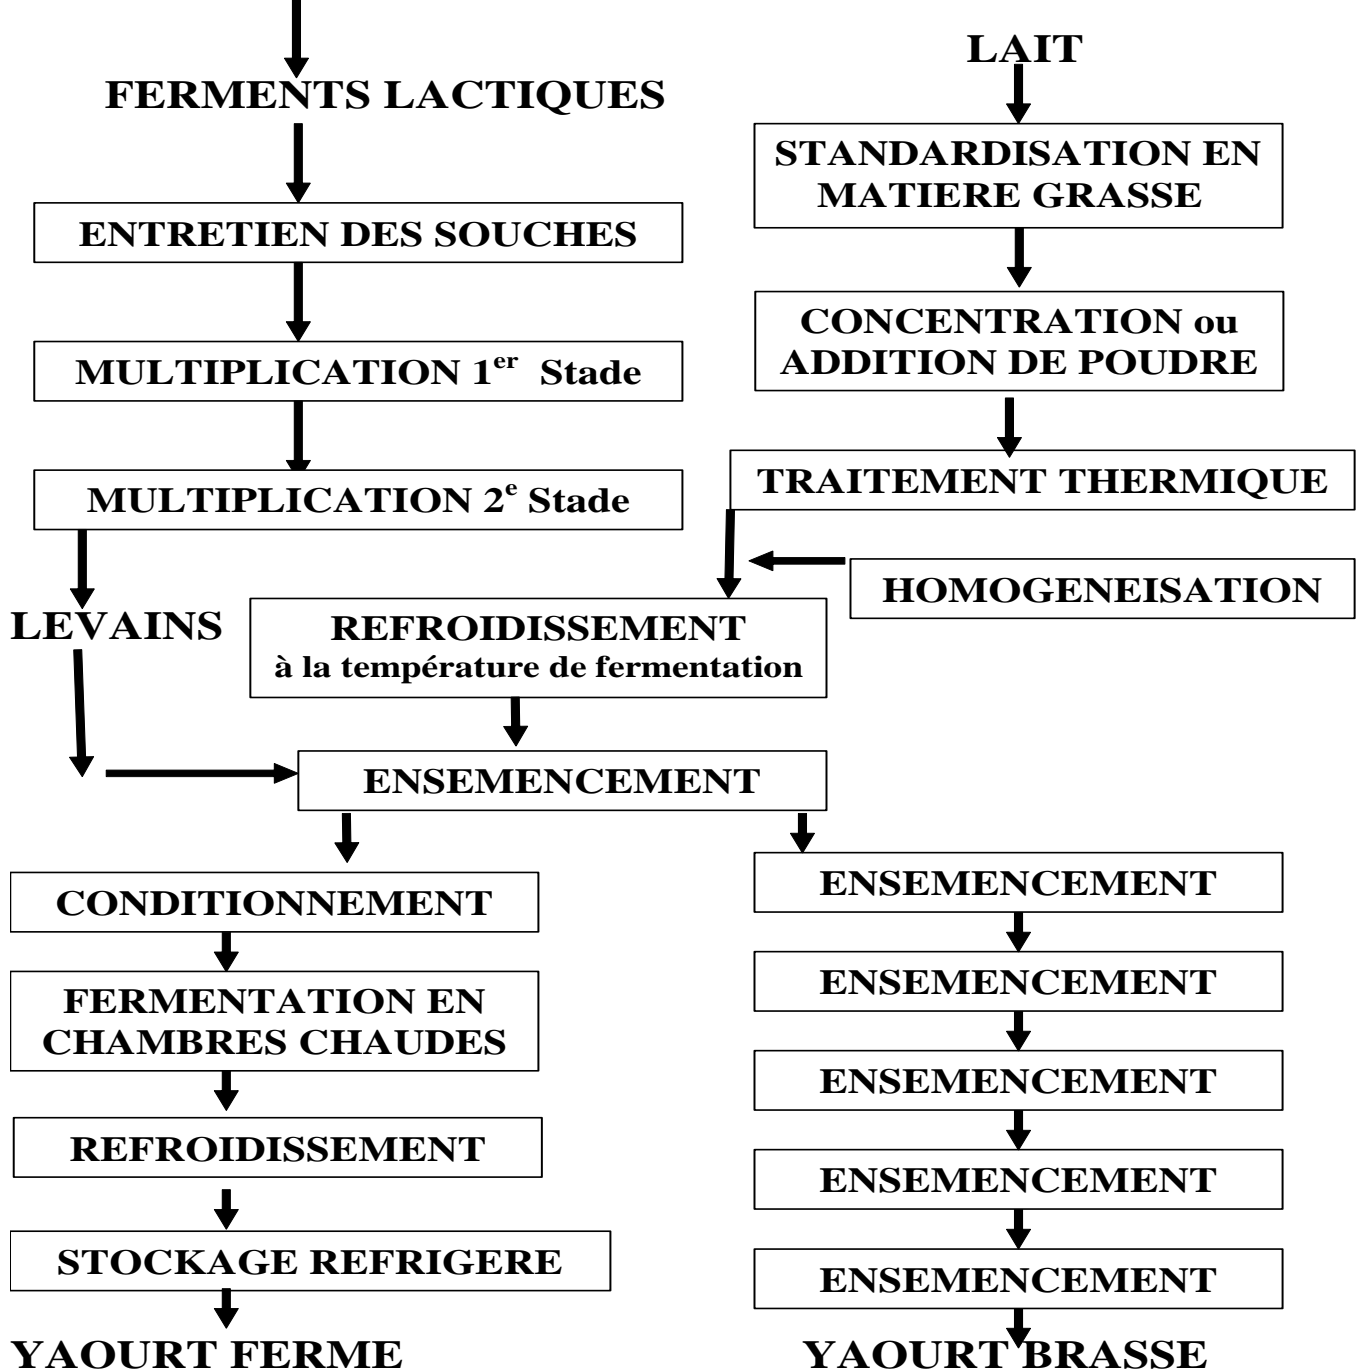 FERMENTS LACTIQUES
ENTRETIEN DES SOUCHES
MULTIPLICATION 1er Stade
MULTIPLICATION 2e Stade
LEVAINS
LAIT
STANDARDISATION EN
MATIERE GRASSE
CONCENTRATION ou
ADDITION DE POUDRE
TRAITEMENT THERMIQUE
HOMOGENEISATION
REFROIDISSEMENT
à la température de fermentation
ENSEMENCEMENT
CONDITIONNEMENT
FERMENTATION EN
CHAMBRES CHAUDES
REFROIDISSEMENT
STOCKAGE REFRIGERE
YAOURT FERME
ENSEMENCEMENT
ENSEMENCEMENT
ENSEMENCEMENT
ENSEMENCEMENT
ENSEMENCEMENT
YAOURT BRASSE